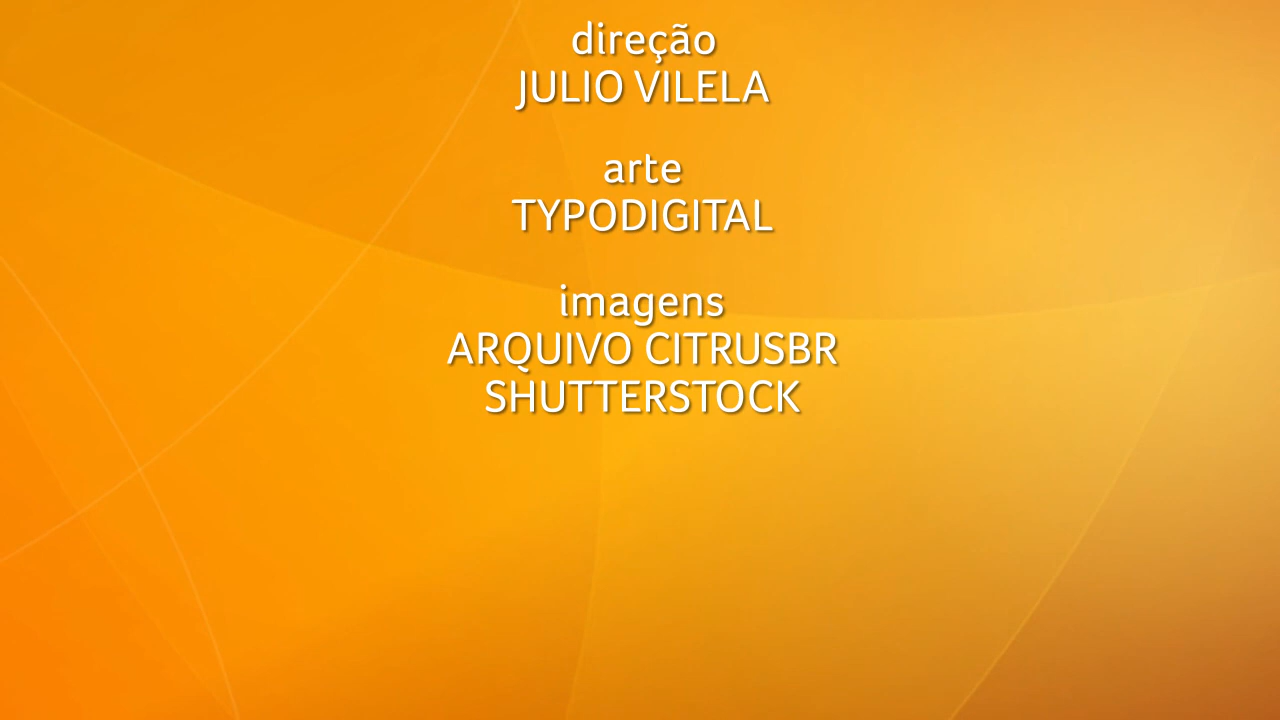 direção
JULIO VILELA
arte
TYPODIGITAL
imagens
ARQUIVO CITRUSBR
SHUTTERSTOCK